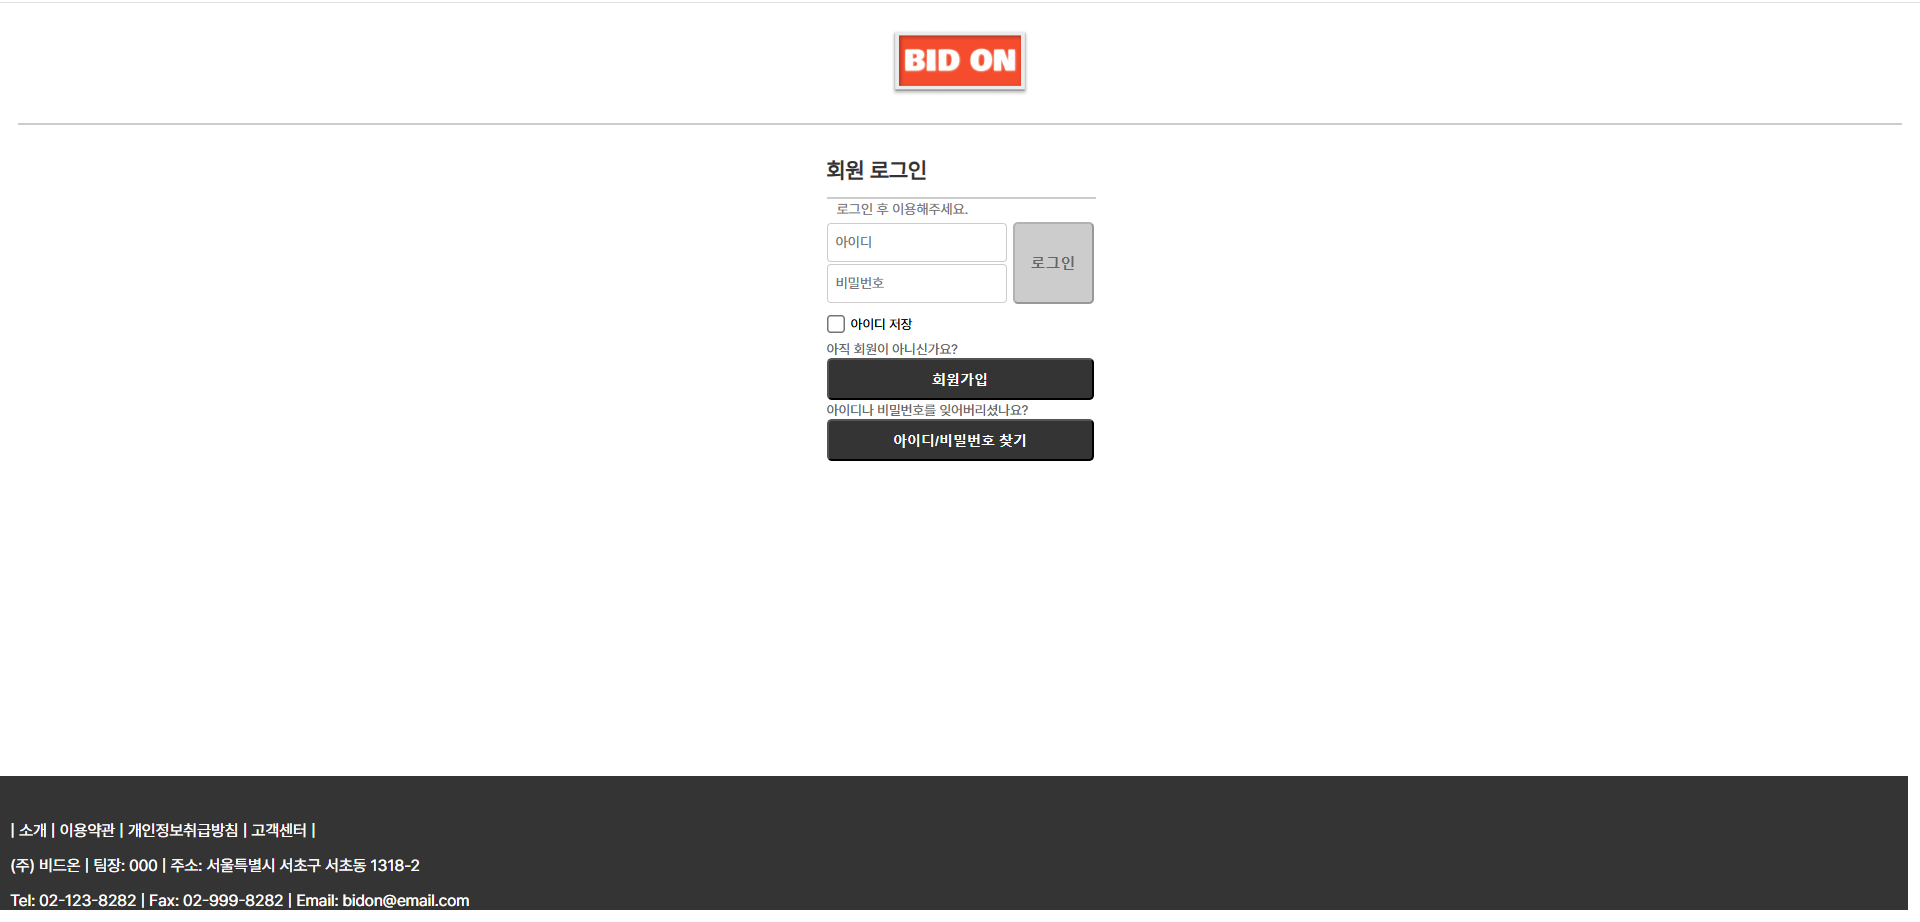 BID ON
회원 로그인
로그인 후 이용해주세요.
아이디
비밀번호
로그인
아이디 저장
아직 회원이 아니신가요?
회원가입
아이디나 비밀번호를 잊어버리셨나요?
아이디/비밀번호 찾기
| 소개 | 이용약관 | 개인정보취급방침 | 고객센터 |
(주) 비드온 | 팀장: 000 | 주소: 서울특별시 서초구 서초동 1318-2
Tel: 02-123-8282 | Fax: 02-999-8282 | Email: bidon@email.com